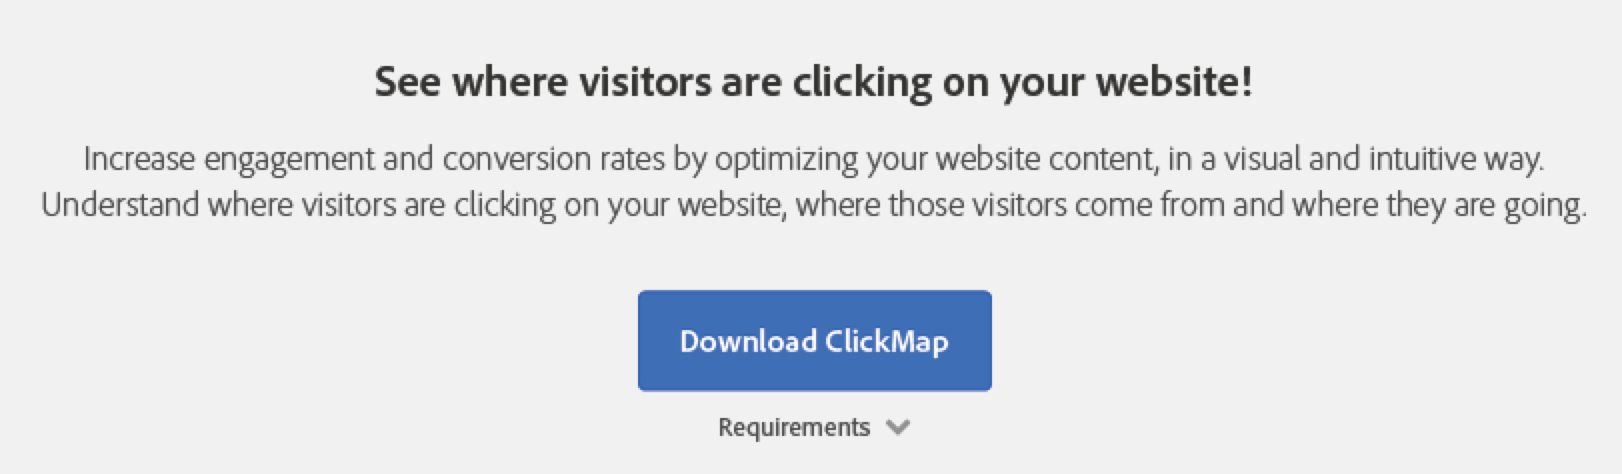 See where visitors are clicking on your website!
Increase engagement and conversion rates by optimizing your website content, in a visual and intuitive way.
Understand where visitors are clicking on your website, where those visitors come from and where they are going.
Download ClickMap
Requirements